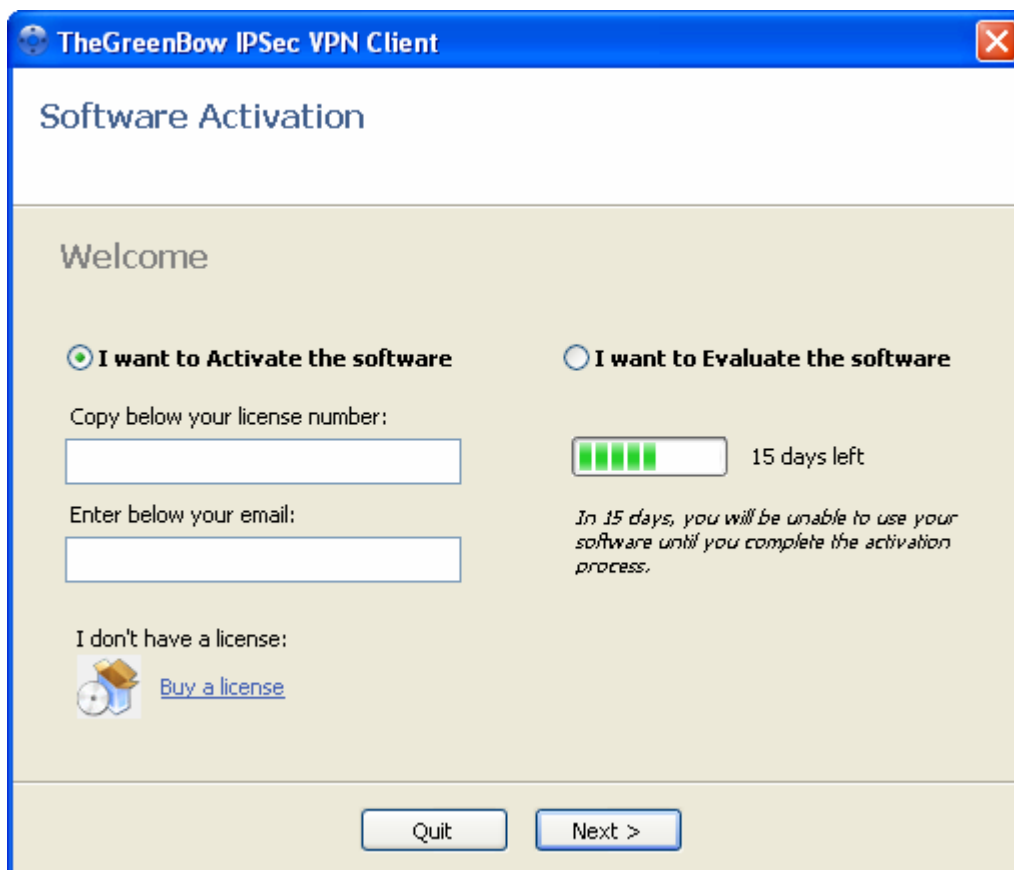 TheGreenBow IPSec VPN Client
Software Activation
Welcome
I want to Activate the software
Copy below your license number:
Enter below your email:
I don't have a license:
Buy a license
I want to Evaluate the software
15 days left
In 15 days, you will be unable to use your
software until you complete the activation
process.
Quit
Next >